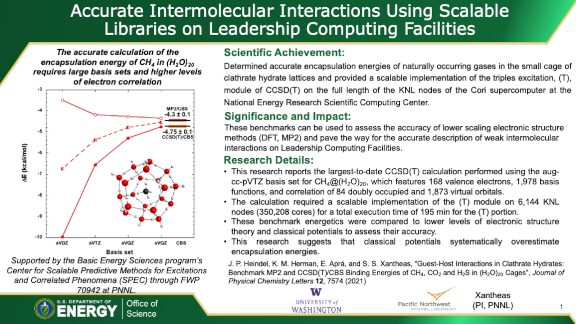 Accurate Intermolecular Interactions Using Scalable
Libraries on Leadership Computing Facilities
The accurate calculation of the
encapsulation energy of CH4 in (H2O)20
requires large basis sets and higher levels
of electron correlation
ΔE (kcal/mol)
-3
-4
-5
-6
-7
-8
-9
-10
MP2/CBS
-4.3 ± 0.1
-4.75 ± 0.1
CCSD(T)/CBS
aVDZ aVTZ aVQZ aVQZ CBS
Basis set
Supported by the Basic Energy Sciences program's
Center for Scalable Predictive Methods for Excitations
and Correlated Phenomena (SPEC) through FWP
70942 at PNNL.
Scientific Achievement:
Determined accurate encapsulation energies of naturally occurring gases in the small cage of
clathrate hydrate lattices and provided a scalable implementation of the triples excitation, (T),
module of CCSD(T) on the full length of the KNL nodes of the Cori supercomputer at the
National Energy Research Scientific Computing Center.
Significance and Impact:
These benchmarks can be used to assess the accuracy of lower scaling electronic structure
methods (DFT, MP2) and pave the way for the accurate description of weak intermolecular
interactions on Leadership Computing Facilities.
Research Details:
• This research reports the largest-to-date CCSD(T) calculation performed using the aug-
cc-pVTZ basis set for CH4@(H2O)20, which features 168 valence electrons, 1,978 basis
functions, and correlation of 84 doubly occupied and 1,873 virtual orbitals.
• The calculation required a scalable implementation of the (T) module on 6,144 KNL
nodes (350,208 cores) for a total execution time of 195 min for the (T) portion.
• These benchmark energetics were compared to lower levels of electronic structure
theory and classical potentials to assess their accuracy.
• This research suggests that classical potentials systematically overestimate
encapsulation energies.
J. P. Heindel, K. M. Herman, E. Aprà, and S. S. Xantheas, "Guest-Host Interactions in Clathrate Hydrates:
Benchmark MP2 and CCSD(T)/CBS Binding Energies of CH4, CO2 and H2S in (H2O)20 Cages", Journal of
Physical Chemistry Letters 12, 7574 (2021)
U.S. DEPARTMENT OF
ENERGY
Office of
Science
W
UNIVERSITY of
WASHINGTON
Pacific Northwest
NATIONAL LABORATORY
Xantheas
(PI, PNNL)
1